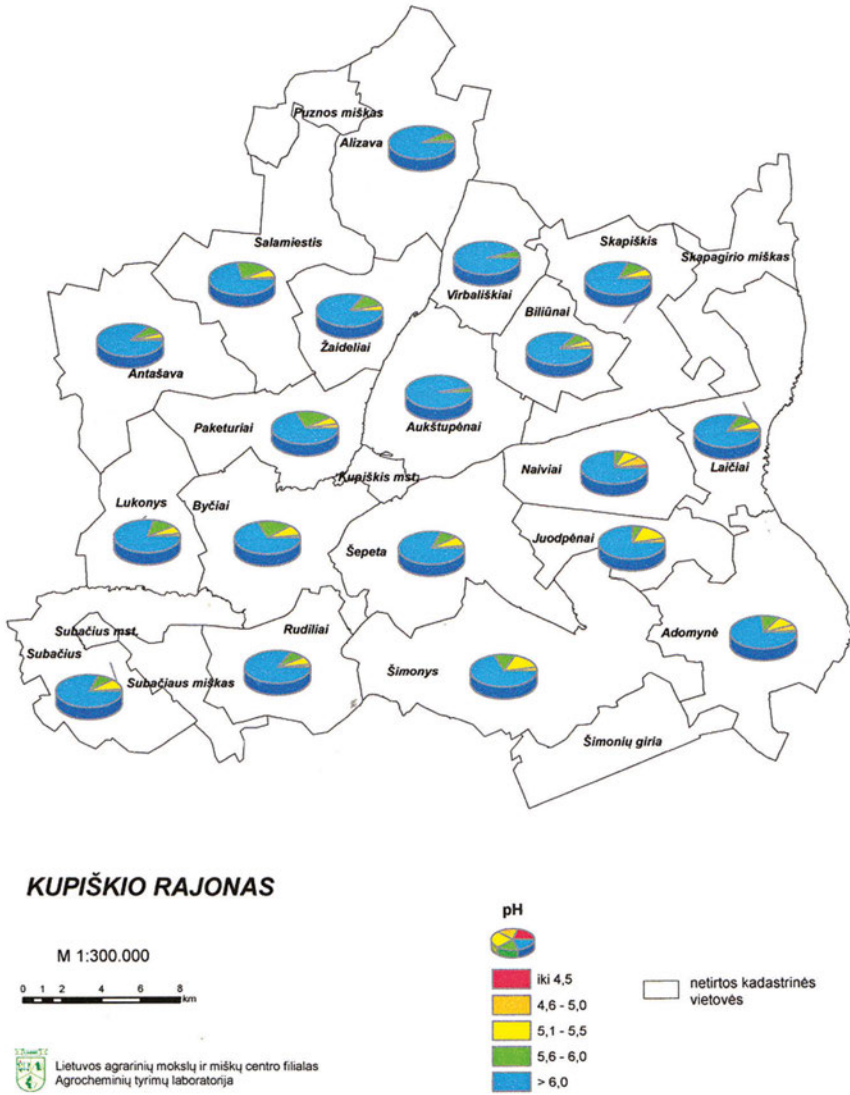 Puznos miškas
Alizava
Salamiestis
Skapiškis
Skapagirio miškas
Virbališkiai
Biliūnai
Žaideliai
Antašava
Aukštupėnai
Paketuriai
Kupiškis mst.
Naiviai
Laičiai
Lukonys
Byčiai
Šepeta
Juodpėnai
Subačius mst.
Rudiliai
Adomynė
Subačius
Subačiaus miškas
Šimonys
Šimonių giria
KUPIŠKIO RAJONAS
M 1:300.000
0 1 2 4 6 8
km
pH
iki 4,5
4,6 - 5,0
5,1 - 5,5
5,6 - 6,0
> 6,0
netirtos kadastrinės
vietovės
Lietuvos agrarinių mokslų ir miškų centro filialas
Agrocheminių tyrimų laboratorija